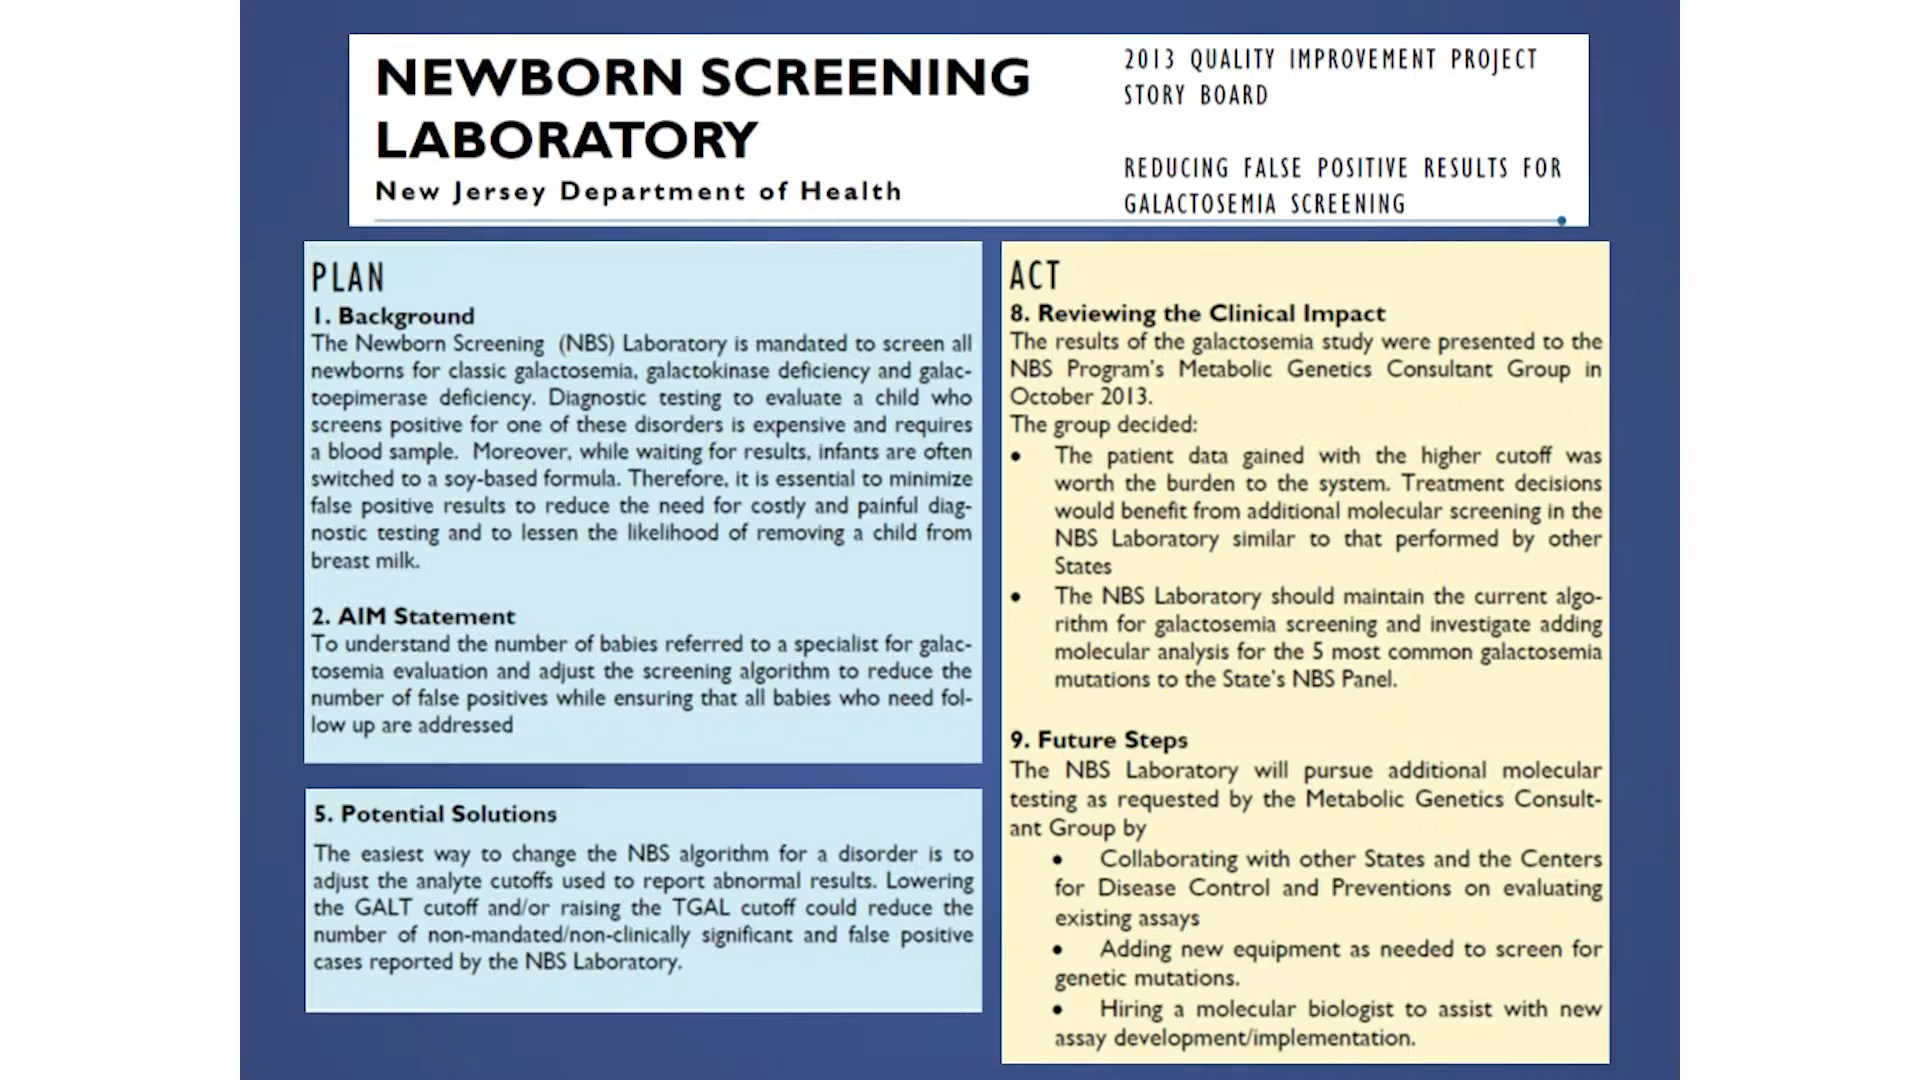 NEWBORN SCREENING
LABORATORY
New Jersey Department of Health
2013 QUALITY IMPROVEMENT PROJECT
STORY BOARD
REDUCING FALSE POSITIVE RESULTS FOR
GALACTOSEMIA SCREENING
PLAN
1. Background
The Newborn Screening (NBS) Laboratory is mandated to screen all
newborns for classic galactosemia, galactokinase deficiency and galac-
toepimerase deficiency. Diagnostic testing to evaluate a child who
screens positive for one of these disorders is expensive and requires
a blood sample. Moreover, while waiting for results, infants are often
switched to a soy-based formula. Therefore, it is essential to minimize
false positive results to reduce the need for costly and painful diag-
nostic testing and to lessen the likelihood of removing a child from
breast milk.
2. AIM Statement
To understand the number of babies referred to a specialist for galac-
tosemia evaluation and adjust the screening algorithm to reduce the
number of false positives while ensuring that all babies who need fol-
low up are addressed
5. Potential Solutions
The easiest way to change the NBS algorithm for a disorder is to
adjust the analyte cutoffs used to report abnormal results. Lowering
the GALT cutoff and/or raising the TGAL cutoff could reduce the
number of non-mandated/non-clinically significant and false positive
cases reported by the NBS Laboratory.
ACT
8. Reviewing the Clinical Impact
The results of the galactosemia study were presented to the
NBS Program's Metabolic Genetics Consultant Group in
October 2013.
The group decided:
• The patient data gained with the higher cutoff was
worth the burden to the system. Treatment decisions
would benefit from additional molecular screening in the
NBS Laboratory similar to that performed by other
States
• The NBS Laboratory should maintain the current algo-
rithm for galactosemia screening and investigate adding
molecular analysis for the 5 most common galactosemia
mutations to the State's NBS Panel.
9. Future Steps
The NBS Laboratory will pursue additional molecular
testing as requested by the Metabolic Genetics Consult-
ant Group by
• Collaborating with other States and the Centers
for Disease Control and Preventions on evaluating
existing assays
• Adding new equipment as needed to screen for
genetic mutations.
• Hiring a molecular biologist to assist with new
assay development/implementation.